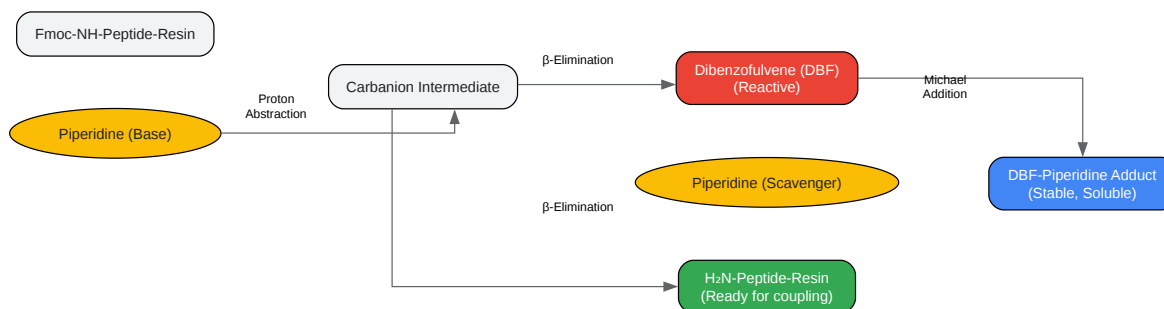 Fmoc-NH-Peptide-Resin
Piperidine (Base)
Proton
Abstraction
Carbanion Intermediate
β-Elimination
Dibenzofulvene (DBF)
(Reactive)
Michael
Addition
Piperidine (Scavenger)
DBF-Piperidine Adduct
(Stable, Soluble)
β-Elimination
H₂N-Peptide-Resin
(Ready for coupling)